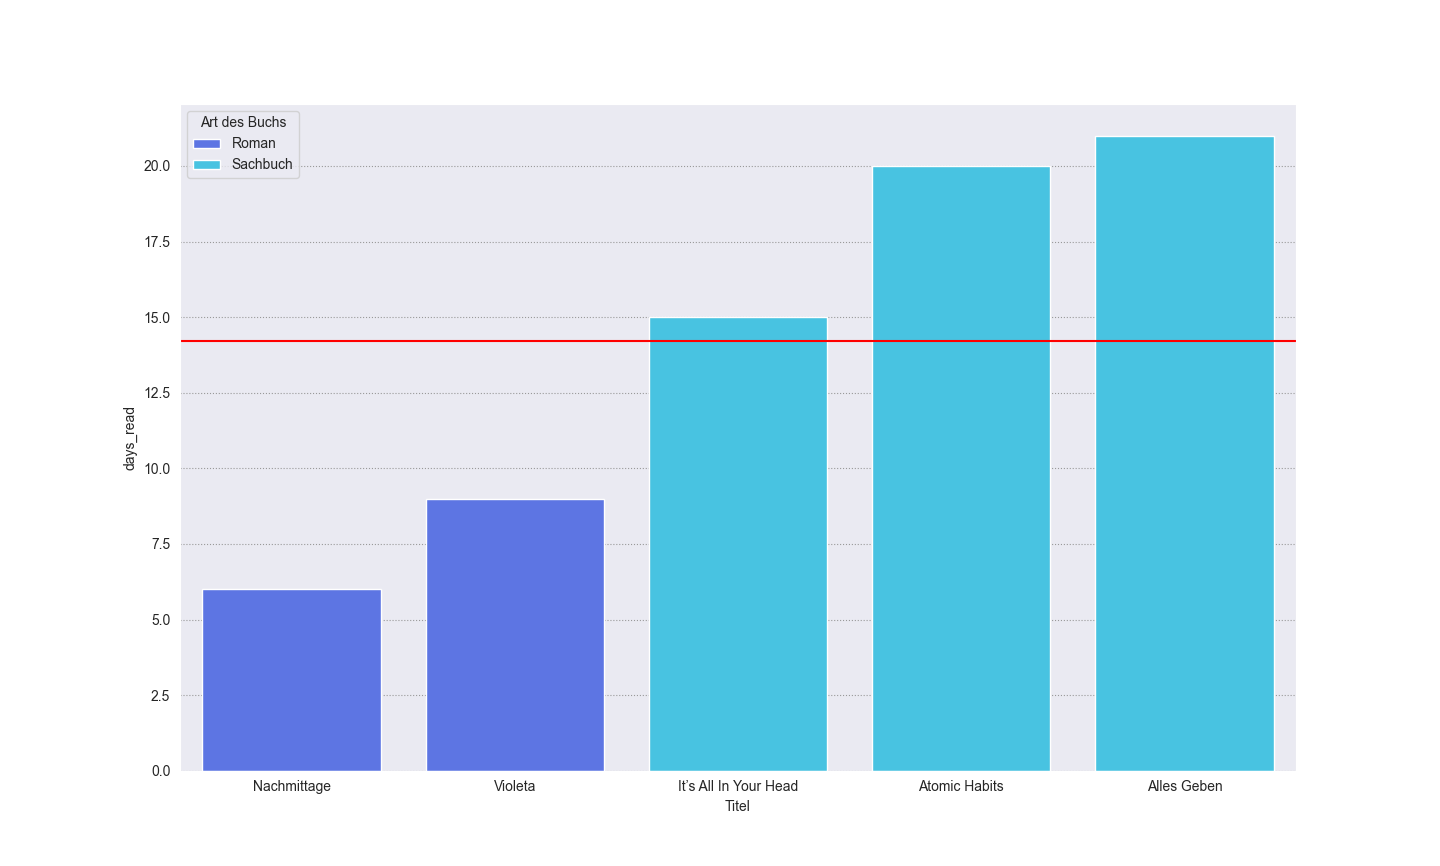 Art des Buchs
Roman
Sachbuch
20.0
17.5
15.0
12.5
10.0
7.5
5.0
2.5
0.0
days_read
Nachmittage Violeta It’s All In Your Head Atomic Habits Alles Geben
Titel